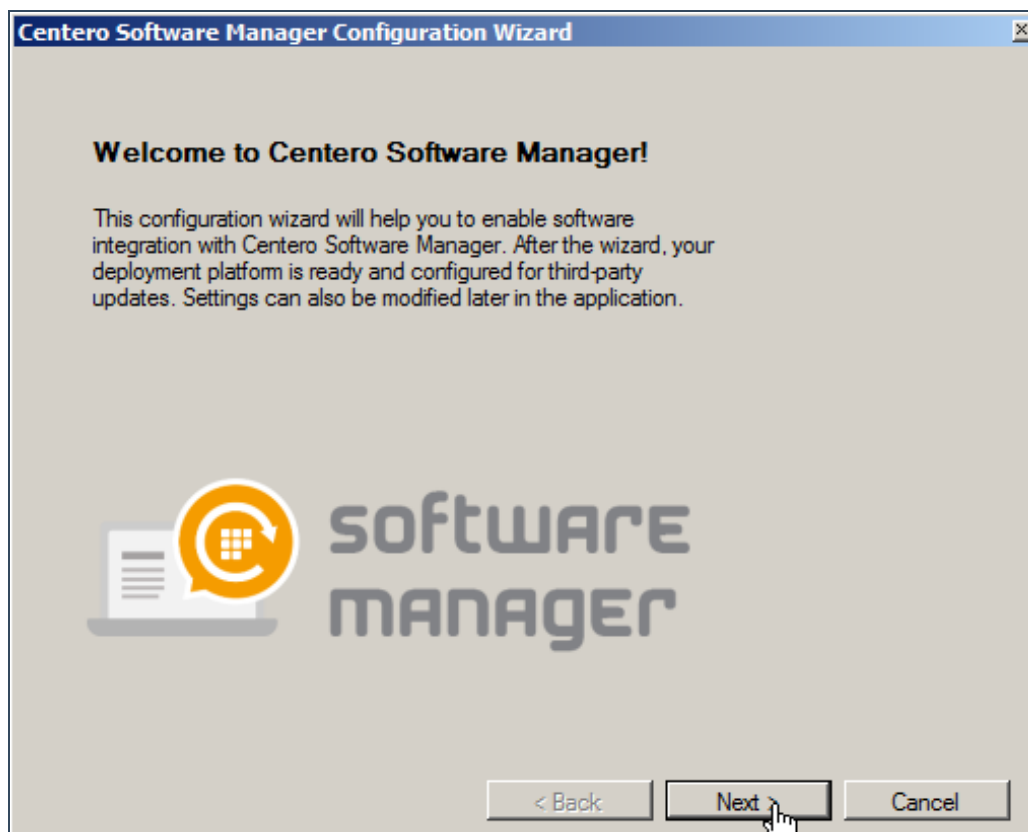 Centero Software Manager Configuration Wizard
Welcome to Centero Software Manager!
This configuration wizard will help you to enable software
integration with Centero Software Manager. After the wizard, your
deployment platform is ready and configured for third-party
updates. Settings can also be modified later in the application.
software
manager
< Back
Next >
Cancel